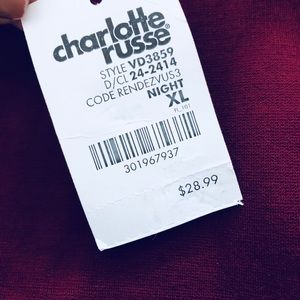 charlotte
russe®
STYLE VD3859
D/CL 24-2414
CODE RENDEZVUS3
NIGHT
XL
301967937
$28.99